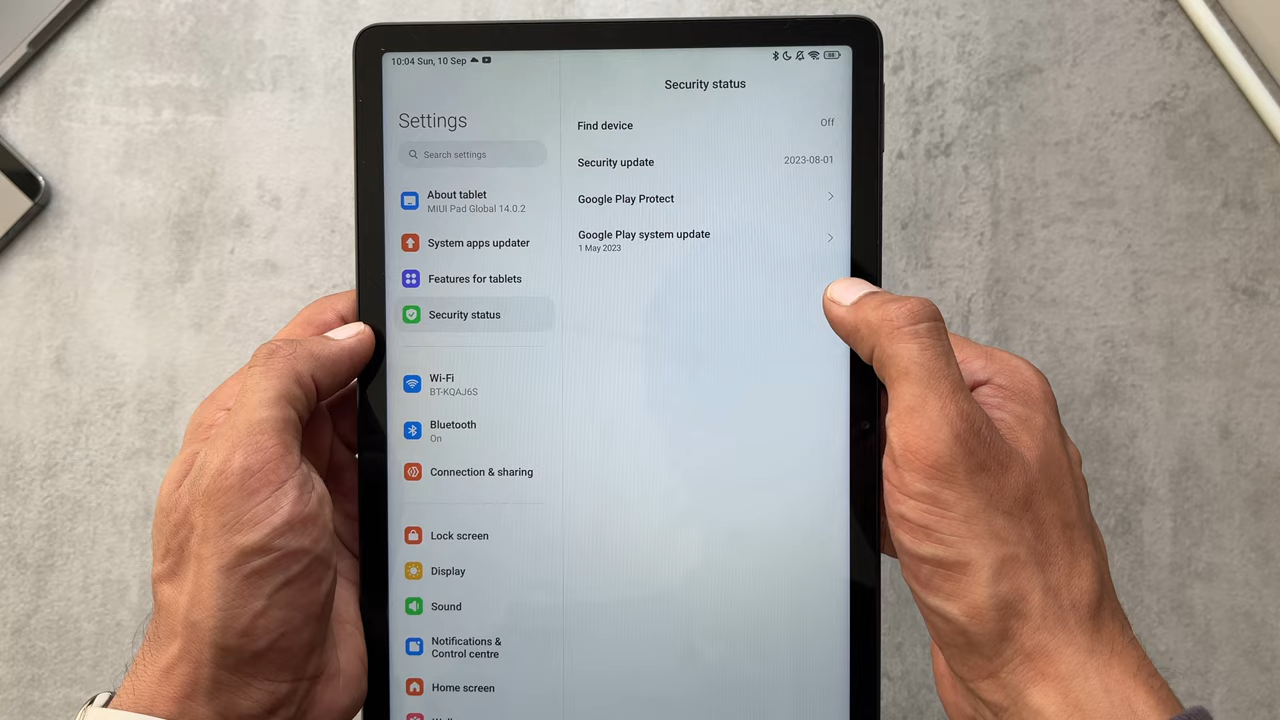 10:04 Sun, 10 Sep
88
Settings
Search settings
About tablet
MIUI Pad Global 14.0.2
System apps updater
Features for tablets
Security status
Wi-Fi
BT-KQAJ6S
Bluetooth
On
Connection & sharing
Lock screen
Display
Sound
Notifications &
Control centre
Home screen
Security status
Find device
Off
Security update
2023-08-01
Google Play Protect
Google Play system update
1 May 2023